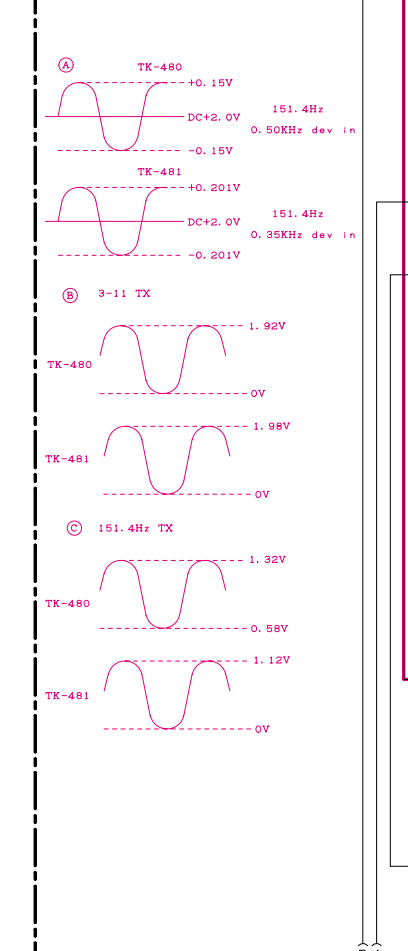 A
TK-480
+0.15V
DC+2.0V
-0.15V
151.4Hz
0.50KHz dev in
TK-481
+0.201V
DC+2.0V
-0.201V
151.4Hz
0.35KHz dev in
B 3-11 TX
1.92V
TK-480
0V
1.98V
TK-481
0V
C 151.4Hz TX
1.32V
TK-480
0.58V
1.12V
TK-481
0V